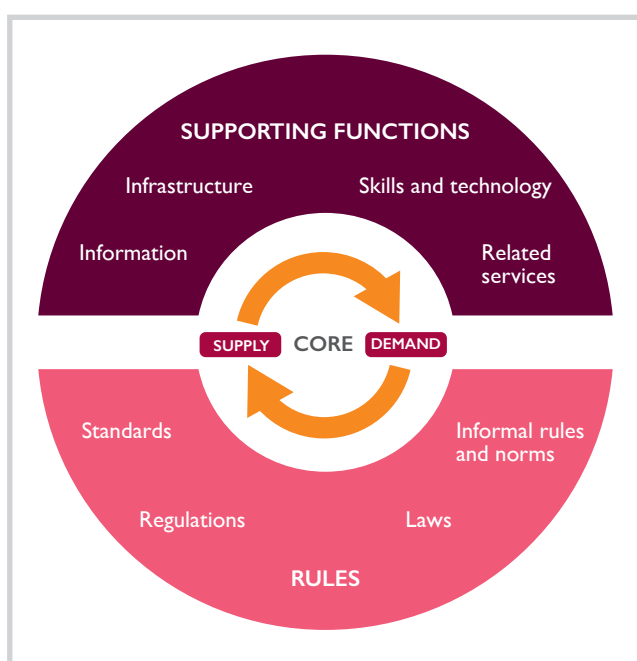 SUPPORTING FUNCTIONS
Infrastructure
Skills and technology
Information
Related
services
SUPPLY
CORE
DEMAND
Standards
Informal rules
and norms
Regulations
Laws
RULES